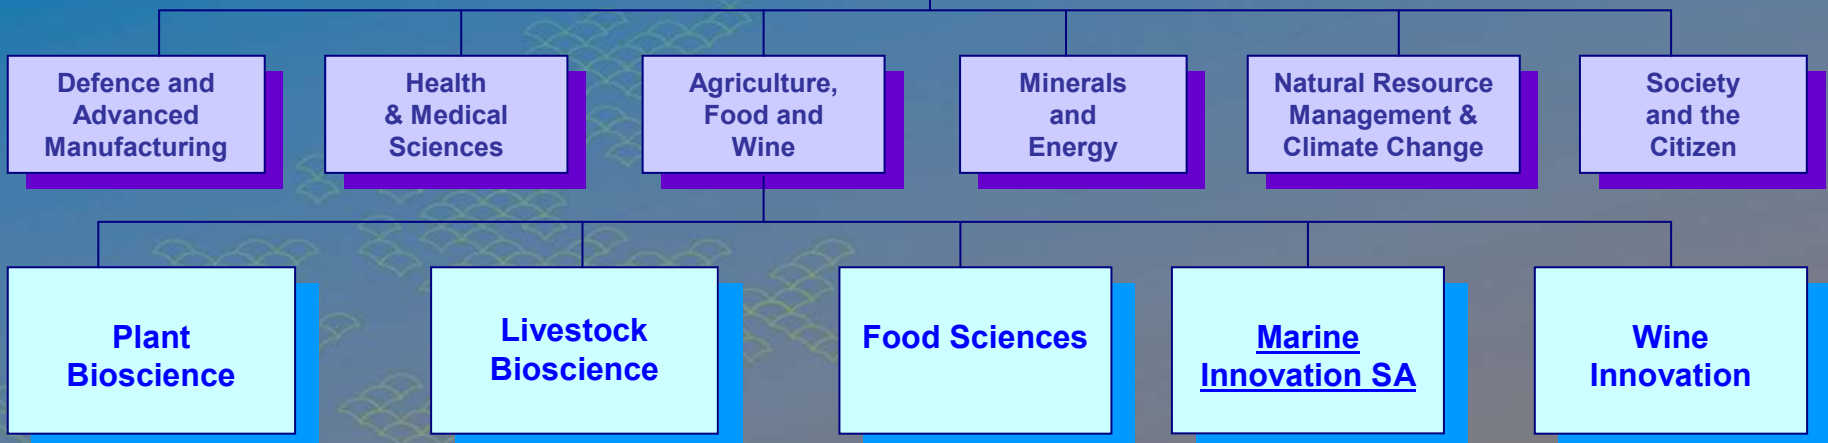 Defence and
Advanced
Manufacturing
Health
& Medical
Sciences
Agriculture,
Food and
Wine
Minerals
and
Energy
Natural Resource
Management &
Climate Change
Society
and the
Citizen
Plant
Bioscience
Livestock
Bioscience
Food Sciences
Marine
Innovation SA
Wine
Innovation